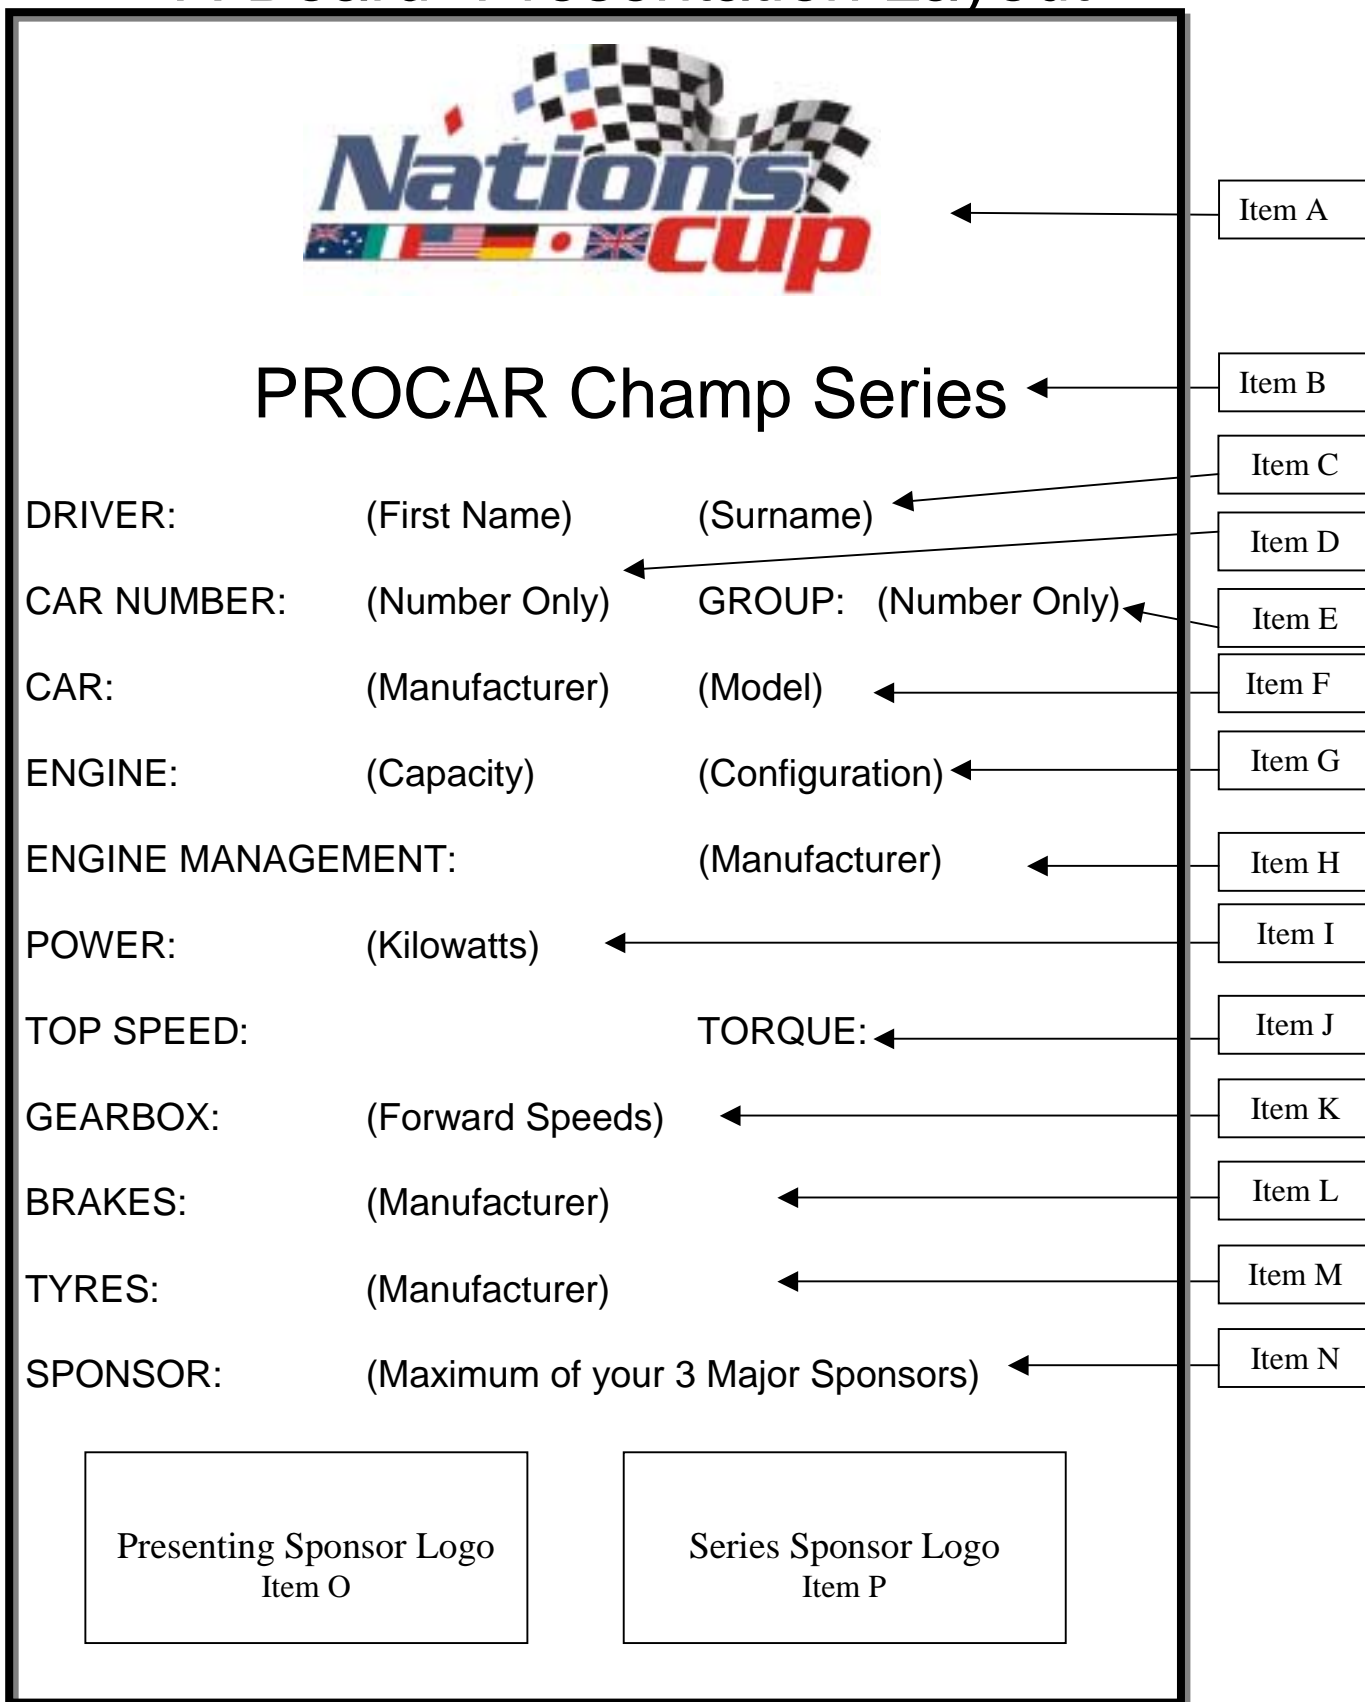 Presentation Layout
Nations
Cup
Item A
PROCAR Champ Series
Item B
Item C
DRIVER: (First Name) (Surname)
Item D
CAR NUMBER: (Number Only) GROUP: (Number Only)
Item E
CAR: (Manufacturer) (Model)
Item F
ENGINE: (Capacity) (Configuration)
Item G
ENGINE MANAGEMENT: (Manufacturer)
Item H
POWER: (Kilowatts)
Item I
TOP SPEED: TORQUE:
Item J
GEARBOX: (Forward Speeds)
Item K
BRAKES: (Manufacturer)
Item L
TYRES: (Manufacturer)
Item M
SPONSOR: (Maximum of your 3 Major Sponsors)
Item N
Presenting Sponsor Logo
Item O
Series Sponsor Logo
Item P